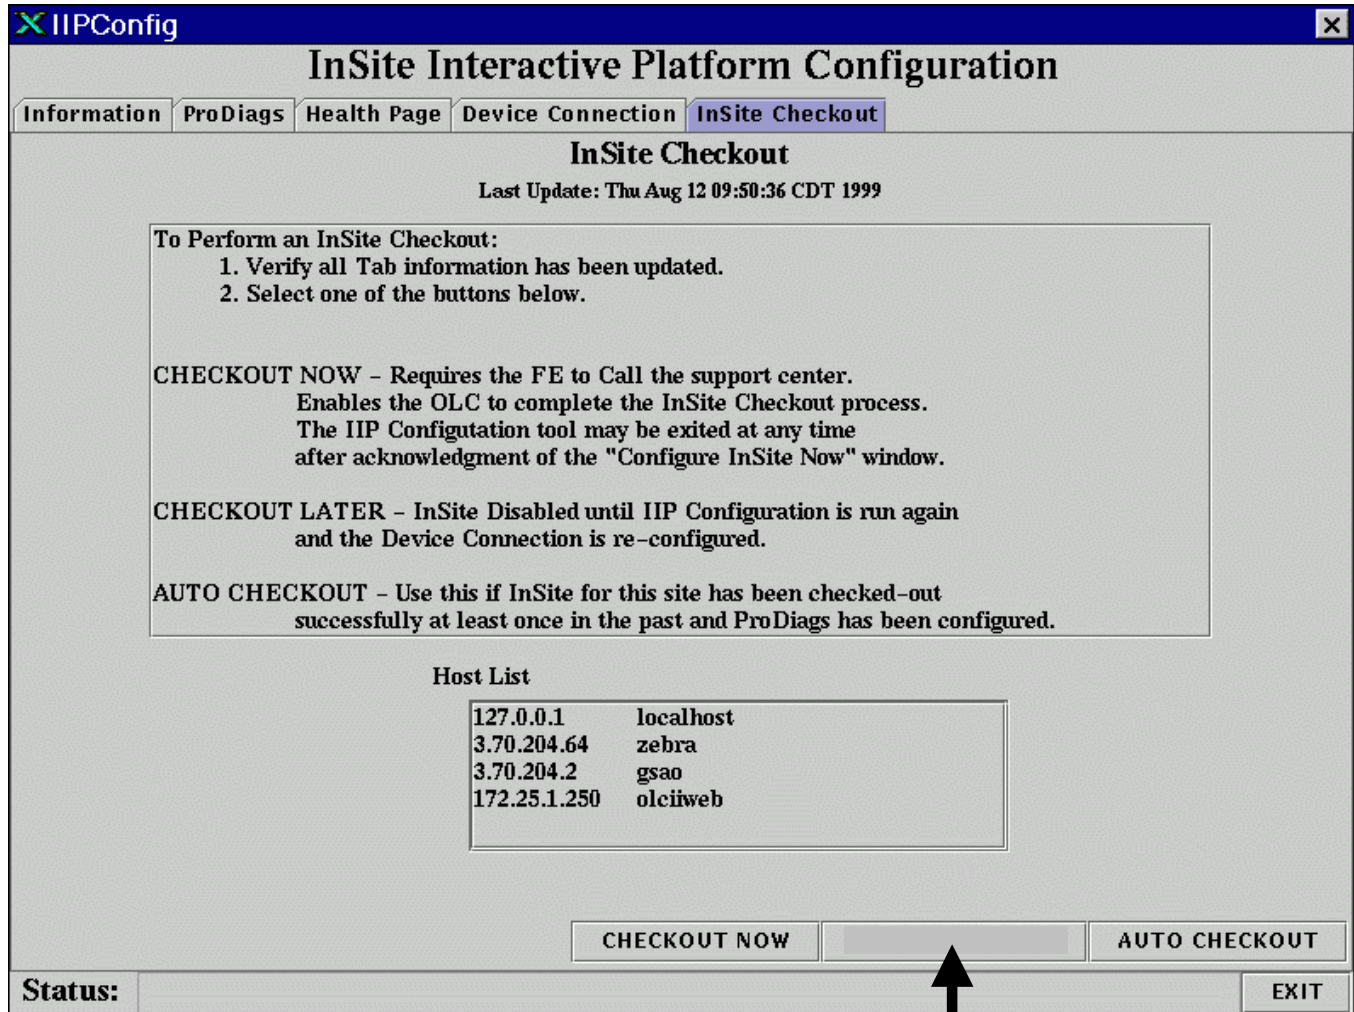 IIPConfig
InSite Interactive Platform Configuration
Information ProDiags Health Page Device Connection InSite Checkout
InSite Checkout
Last Update: Thu Aug 12 09:50:36 CDT 1999
To Perform an InSite Checkout:
1. Verify all Tab information has been updated.
2. Select one of the buttons below.
CHECKOUT NOW - Requires the FE to Call the support center.
Enables the OLC to complete the InSite Checkout process.
The IIP Configutation tool may be exited at any time
after acknowledgment of the "Configure InSite Now" window.
CHECKOUT LATER - InSite Disabled until IIP Configuration is run again
and the Device Connection is re-configured.
AUTO CHECKOUT - Use this if InSite for this site has been checked-out
successfully at least once in the past and ProDiags has been configured.
Host List
127.0.0.1 localhost
3.70.204.64 zebra
3.70.204.2 gsao
172.25.1.250 olciiweb
CHECKOUT NOW AUTO CHECKOUT
Status: EXIT